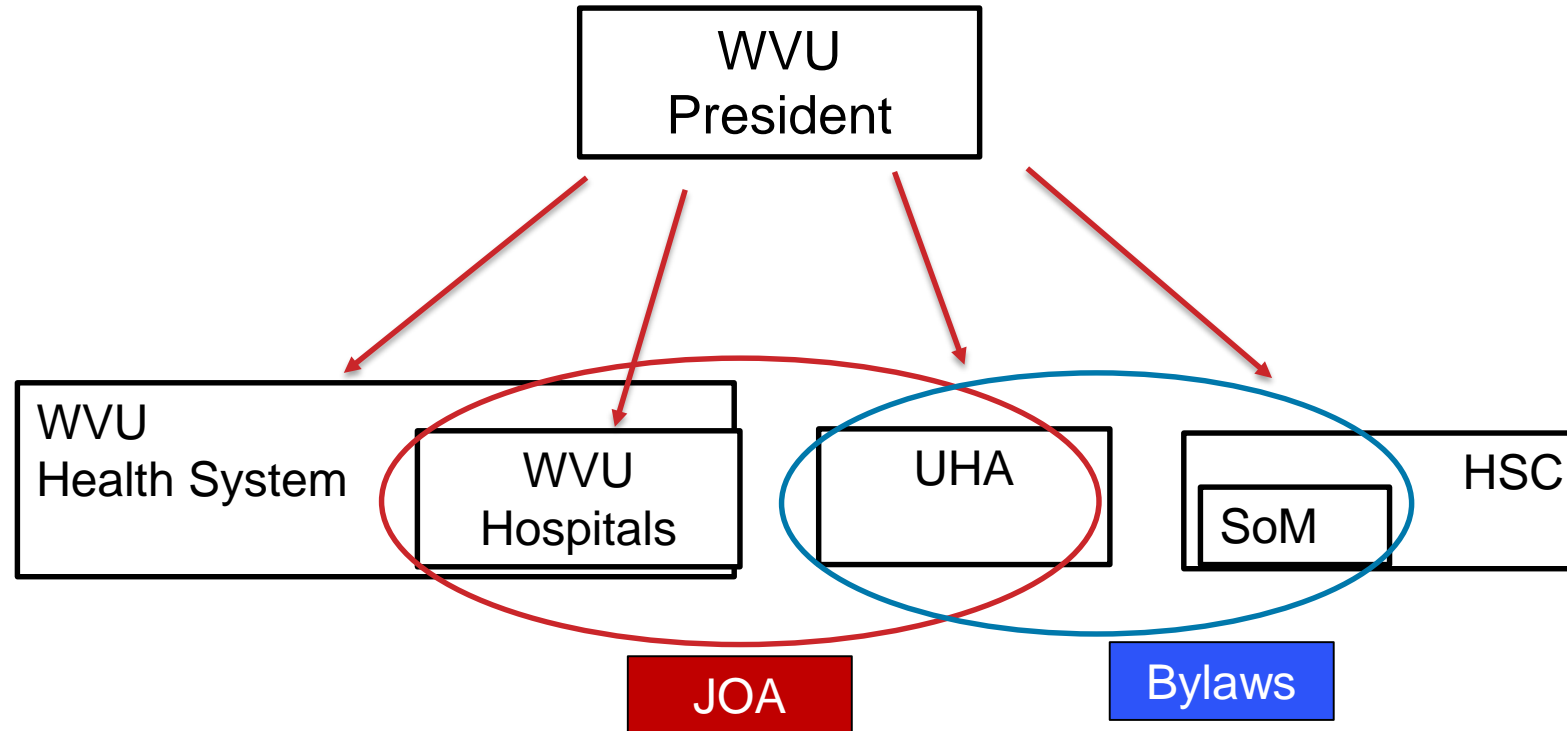 WVU
President
WVU
Health System
WVU
Hospitals
UHA
HSC
SoM
JOA
Bylaws